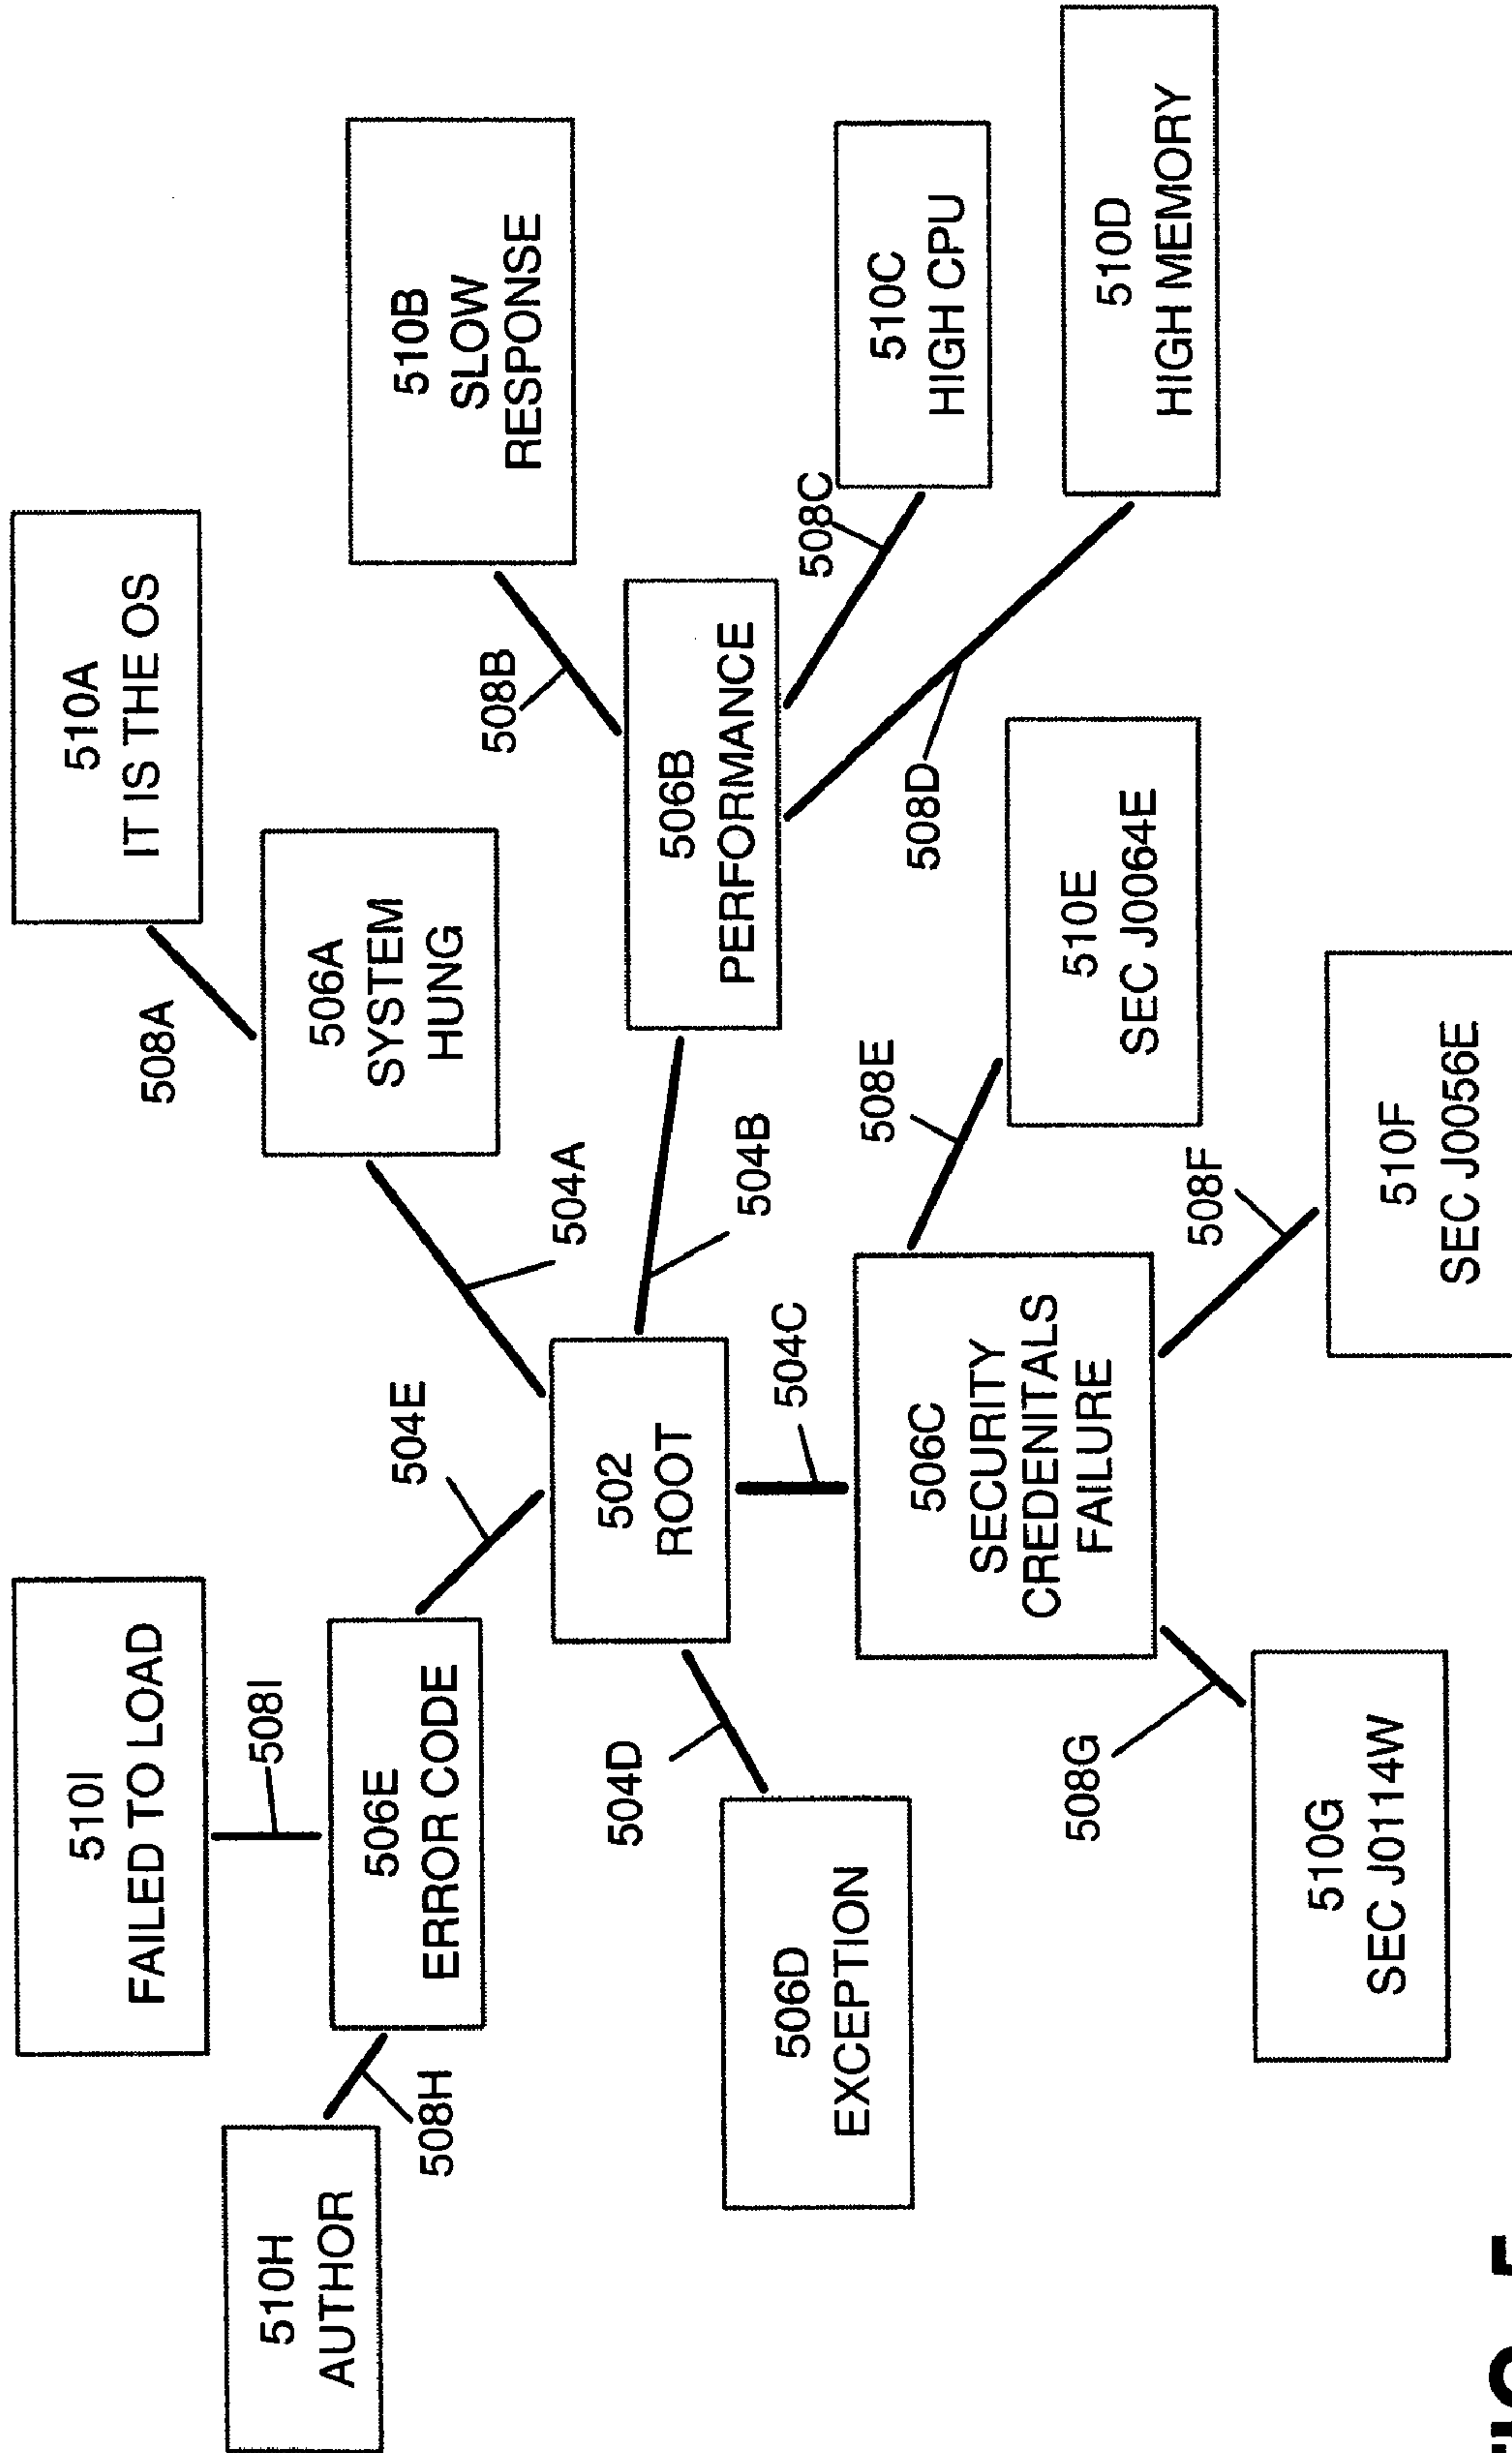 510I
FAILED TO LOAD
510A
IT IS THE OS
508A
510H
AUTHOR
508I
506A
SYSTEM
HUNG
506E
ERROR CODE
510B
SLOW
RESPONSE
508H
504E
508B
504A
502
ROOT
504D
506B
PERFORMANCE
504B
506D
EXCEPTION
504C
508C
510C
HIGH CPU
508E
508D
506C
SECURITY
CREDENITALS
FAILURE
508G
510E
SEC J0064E
510D
HIGH MEMORY
508F
510G
SEC J0114W
510F
SEC J0056E